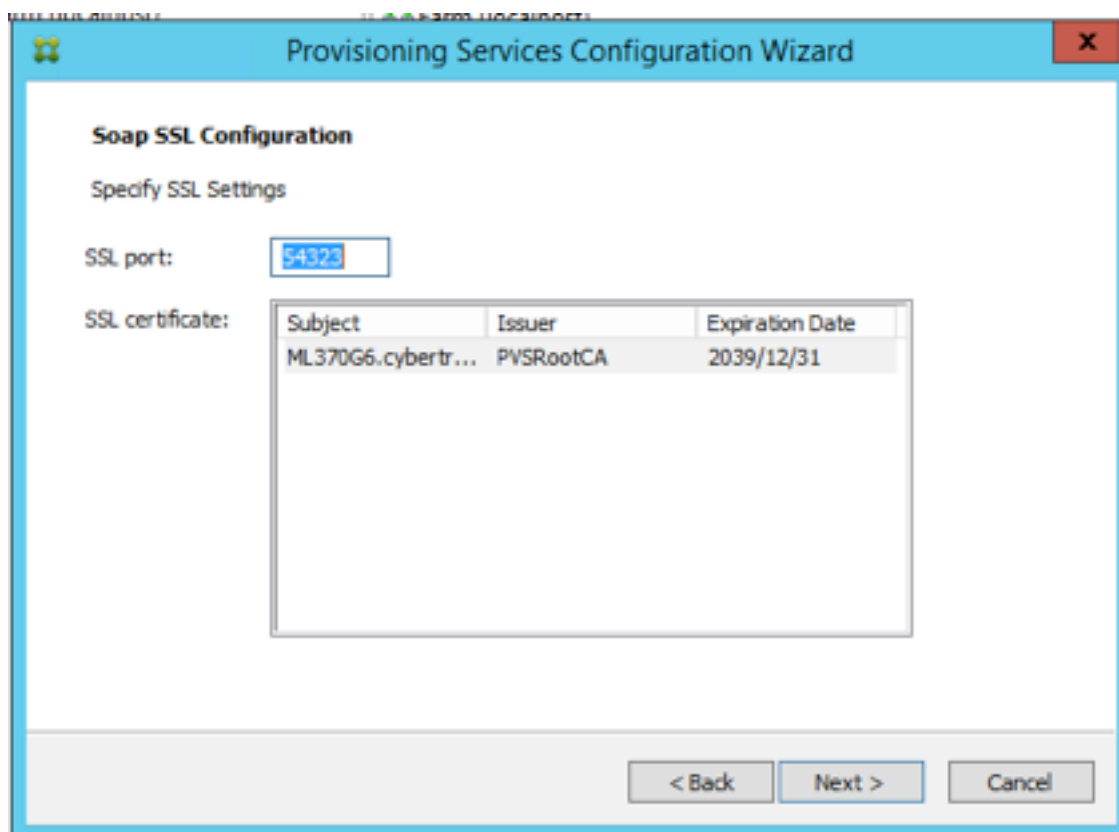 Provisioning Services Configuration Wizard
x
Soap SSL Configuration
Specify SSL Settings
SSL port: 54323
SSL certificate:
Subject Issuer Expiration Date
ML370G6.cybertr... PVSRootCA 2039/12/31
< Back Next > Cancel